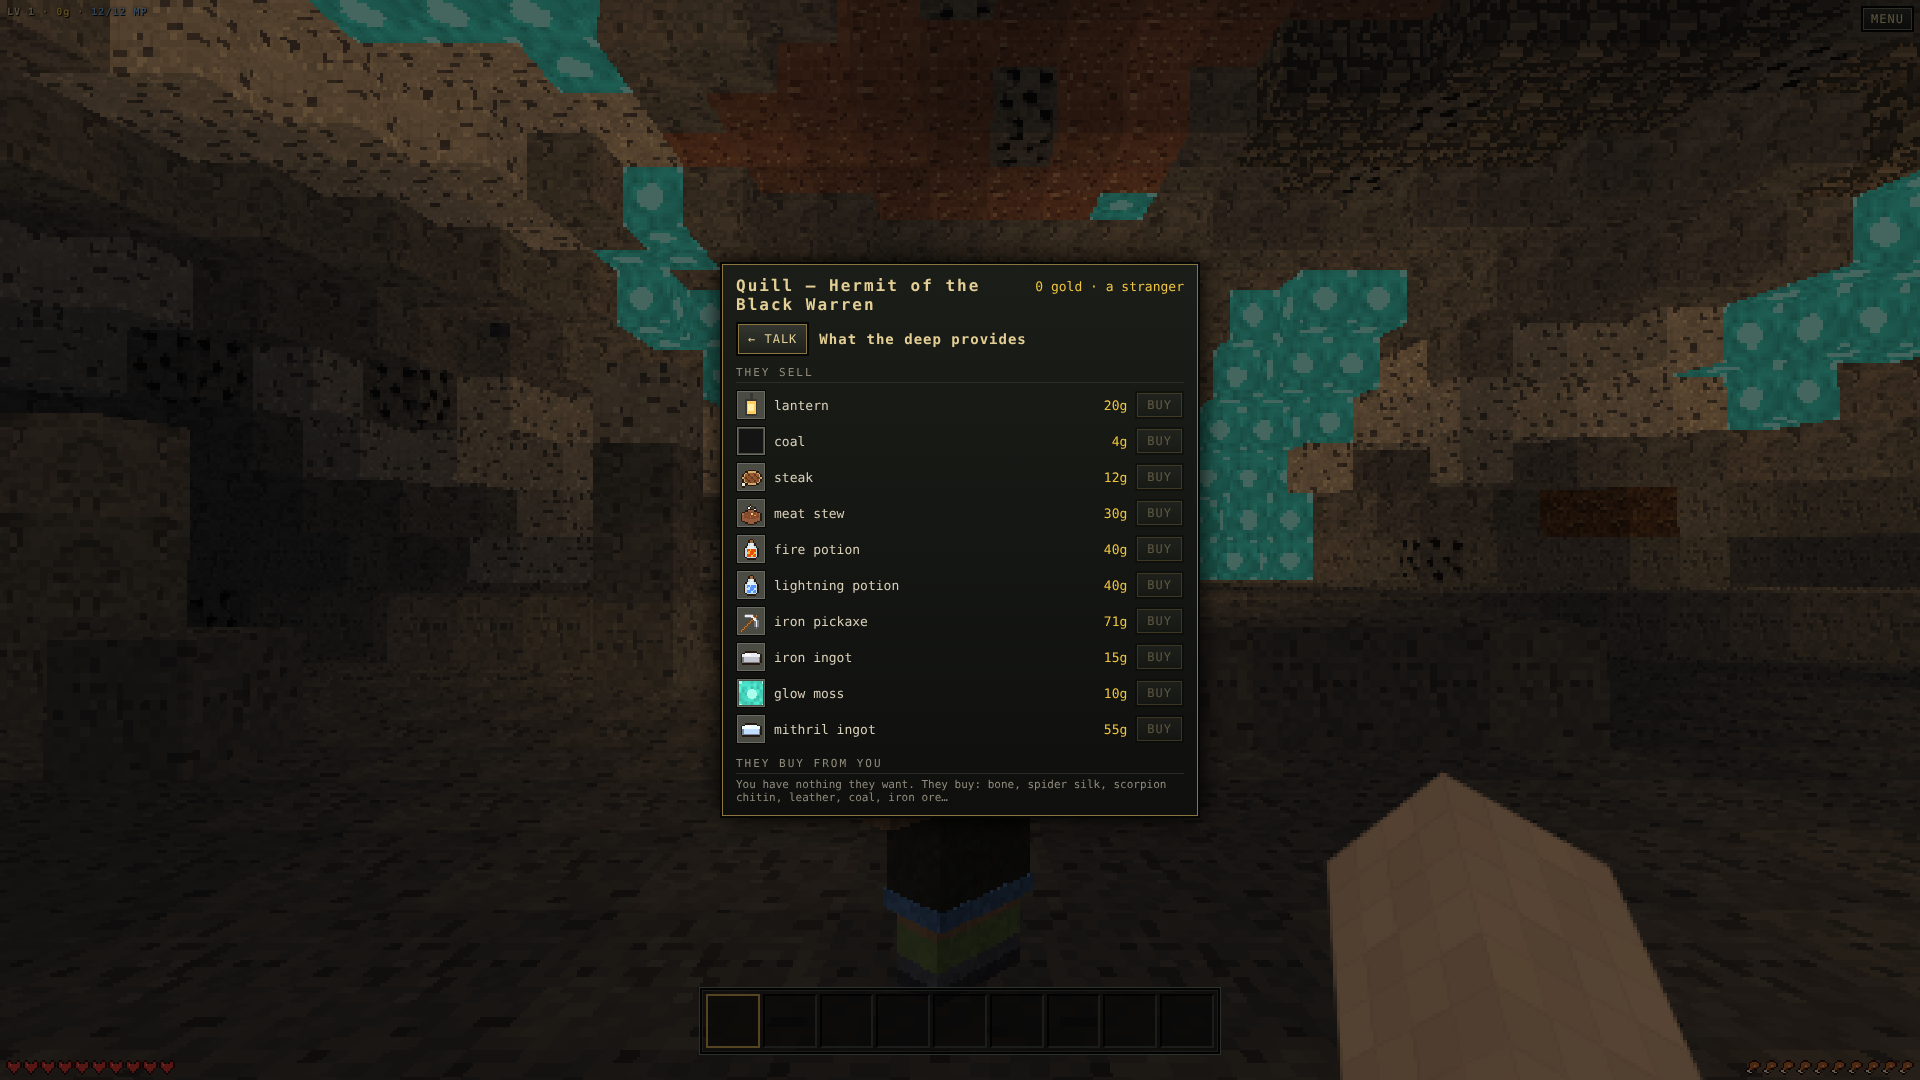 LV 1 · 0g · 12/12 MP
MENU
Quill — Hermit of the
Black Warren
0 gold · a stranger
← TALK
What the deep provides
THEY SELL
lantern 20g BUY
coal 4g BUY
steak 12g BUY
meat stew 30g BUY
fire potion 40g BUY
lightning potion 40g BUY
iron pickaxe 71g BUY
iron ingot 15g BUY
glow moss 10g BUY
mithril ingot 55g BUY
THEY BUY FROM YOU
You have nothing they want. They buy: bone, spider silk, scorpion
chitin, leather, coal, iron ore…